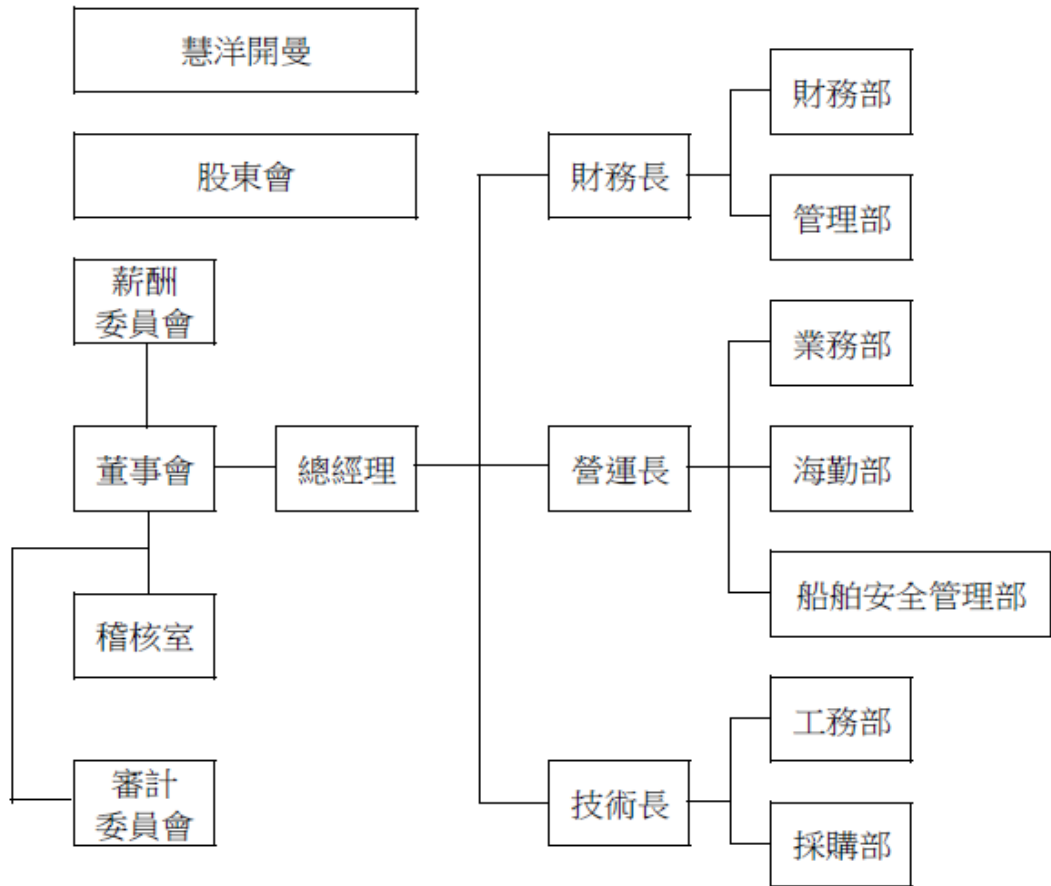 慧洋開曼
股東會
薪酬
委員會
董事會
總經理
稽核室
審計
委員會
財務長
營運長
技術長
財務部
管理部
業務部
海勤部
船舶安全管理部
工務部
採購部